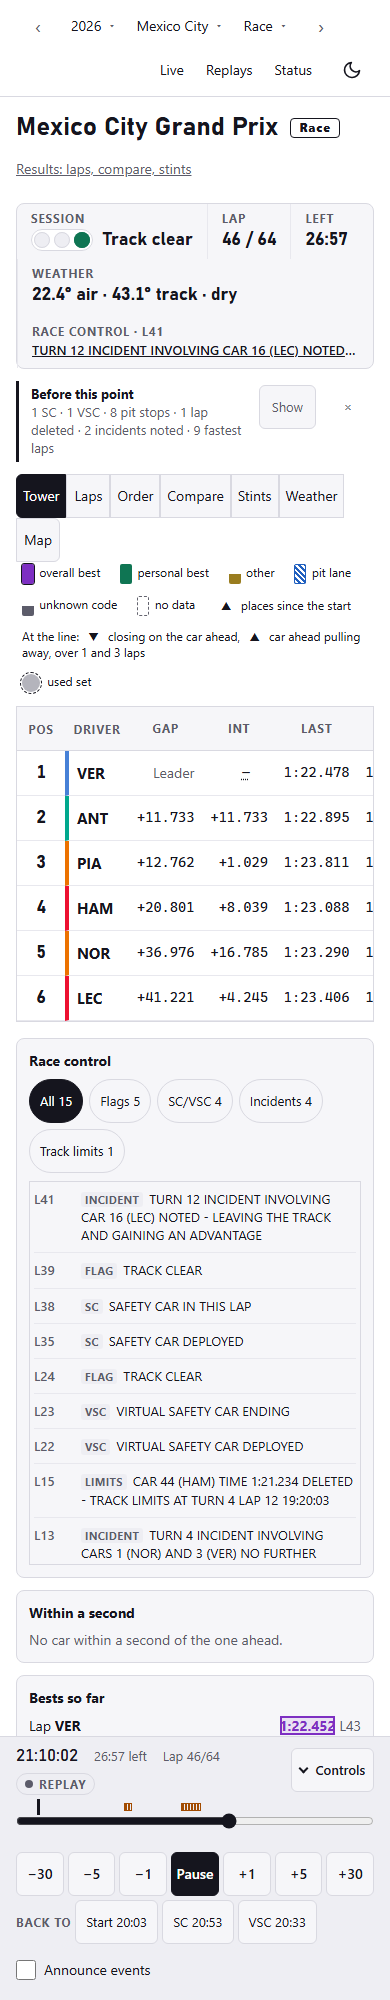 ‹ 2026 Mexico City Race ›
Live Replays Status
Mexico City Grand Prix Race
Results: laps, compare, stints
SESSION LAP LEFT
Track clear 46 / 64 26:57
WEATHER
22.4° air · 43.1° track · dry
RACE CONTROL · L41
TURN 12 INCIDENT INVOLVING CAR 16 (LEC) NOTED…
Before this point
1 SC · 1 VSC · 8 pit stops · 1 lap
deleted · 2 incidents noted · 9 fastest
laps
Show ×
Tower Laps Order Compare Stints Weather
Map
overall best personal best other pit lane
unknown code no data ▲ places since the start
At the line: ▼ closing on the car ahead, ▲ car ahead pulling
away, over 1 and 3 laps
used set
POS DRIVER GAP INT LAST
1 VER Leader – 1:22.478 1
2 ANT +11.733 +11.733 1:22.895 1
3 PIA +12.762 +1.029 1:23.811 1
4 HAM +20.801 +8.039 1:23.088 1
5 NOR +36.976 +16.785 1:23.290 1
6 LEC +41.221 +4.245 1:23.406 1
Race control
All 15 Flags 5 SC/VSC 4 Incidents 4
Track limits 1
L41 INCIDENT TURN 12 INCIDENT INVOLVING
CAR 16 (LEC) NOTED - LEAVING THE TRACK
AND GAINING AN ADVANTAGE
L39 FLAG TRACK CLEAR
L38 SC SAFETY CAR IN THIS LAP
L35 SC SAFETY CAR DEPLOYED
L24 FLAG TRACK CLEAR
L23 VSC VIRTUAL SAFETY CAR ENDING
L22 VSC VIRTUAL SAFETY CAR DEPLOYED
L15 LIMITS CAR 44 (HAM) TIME 1:21.234 DELETED
- TRACK LIMITS AT TURN 4 LAP 12 19:20:03
L13 INCIDENT TURN 4 INCIDENT INVOLVING
CARS 1 (NOR) AND 3 (VER) NO FURTHER
Within a second
No car within a second of the one ahead.
Bests so far
Lap VER 1:22.452 L43
21:10:02 26:57 left Lap 46/64
REPLAY
Controls
−30 −5 −1 Pause +1 +5 +30
BACK TO Start 20:03 SC 20:53 VSC 20:33
Announce events